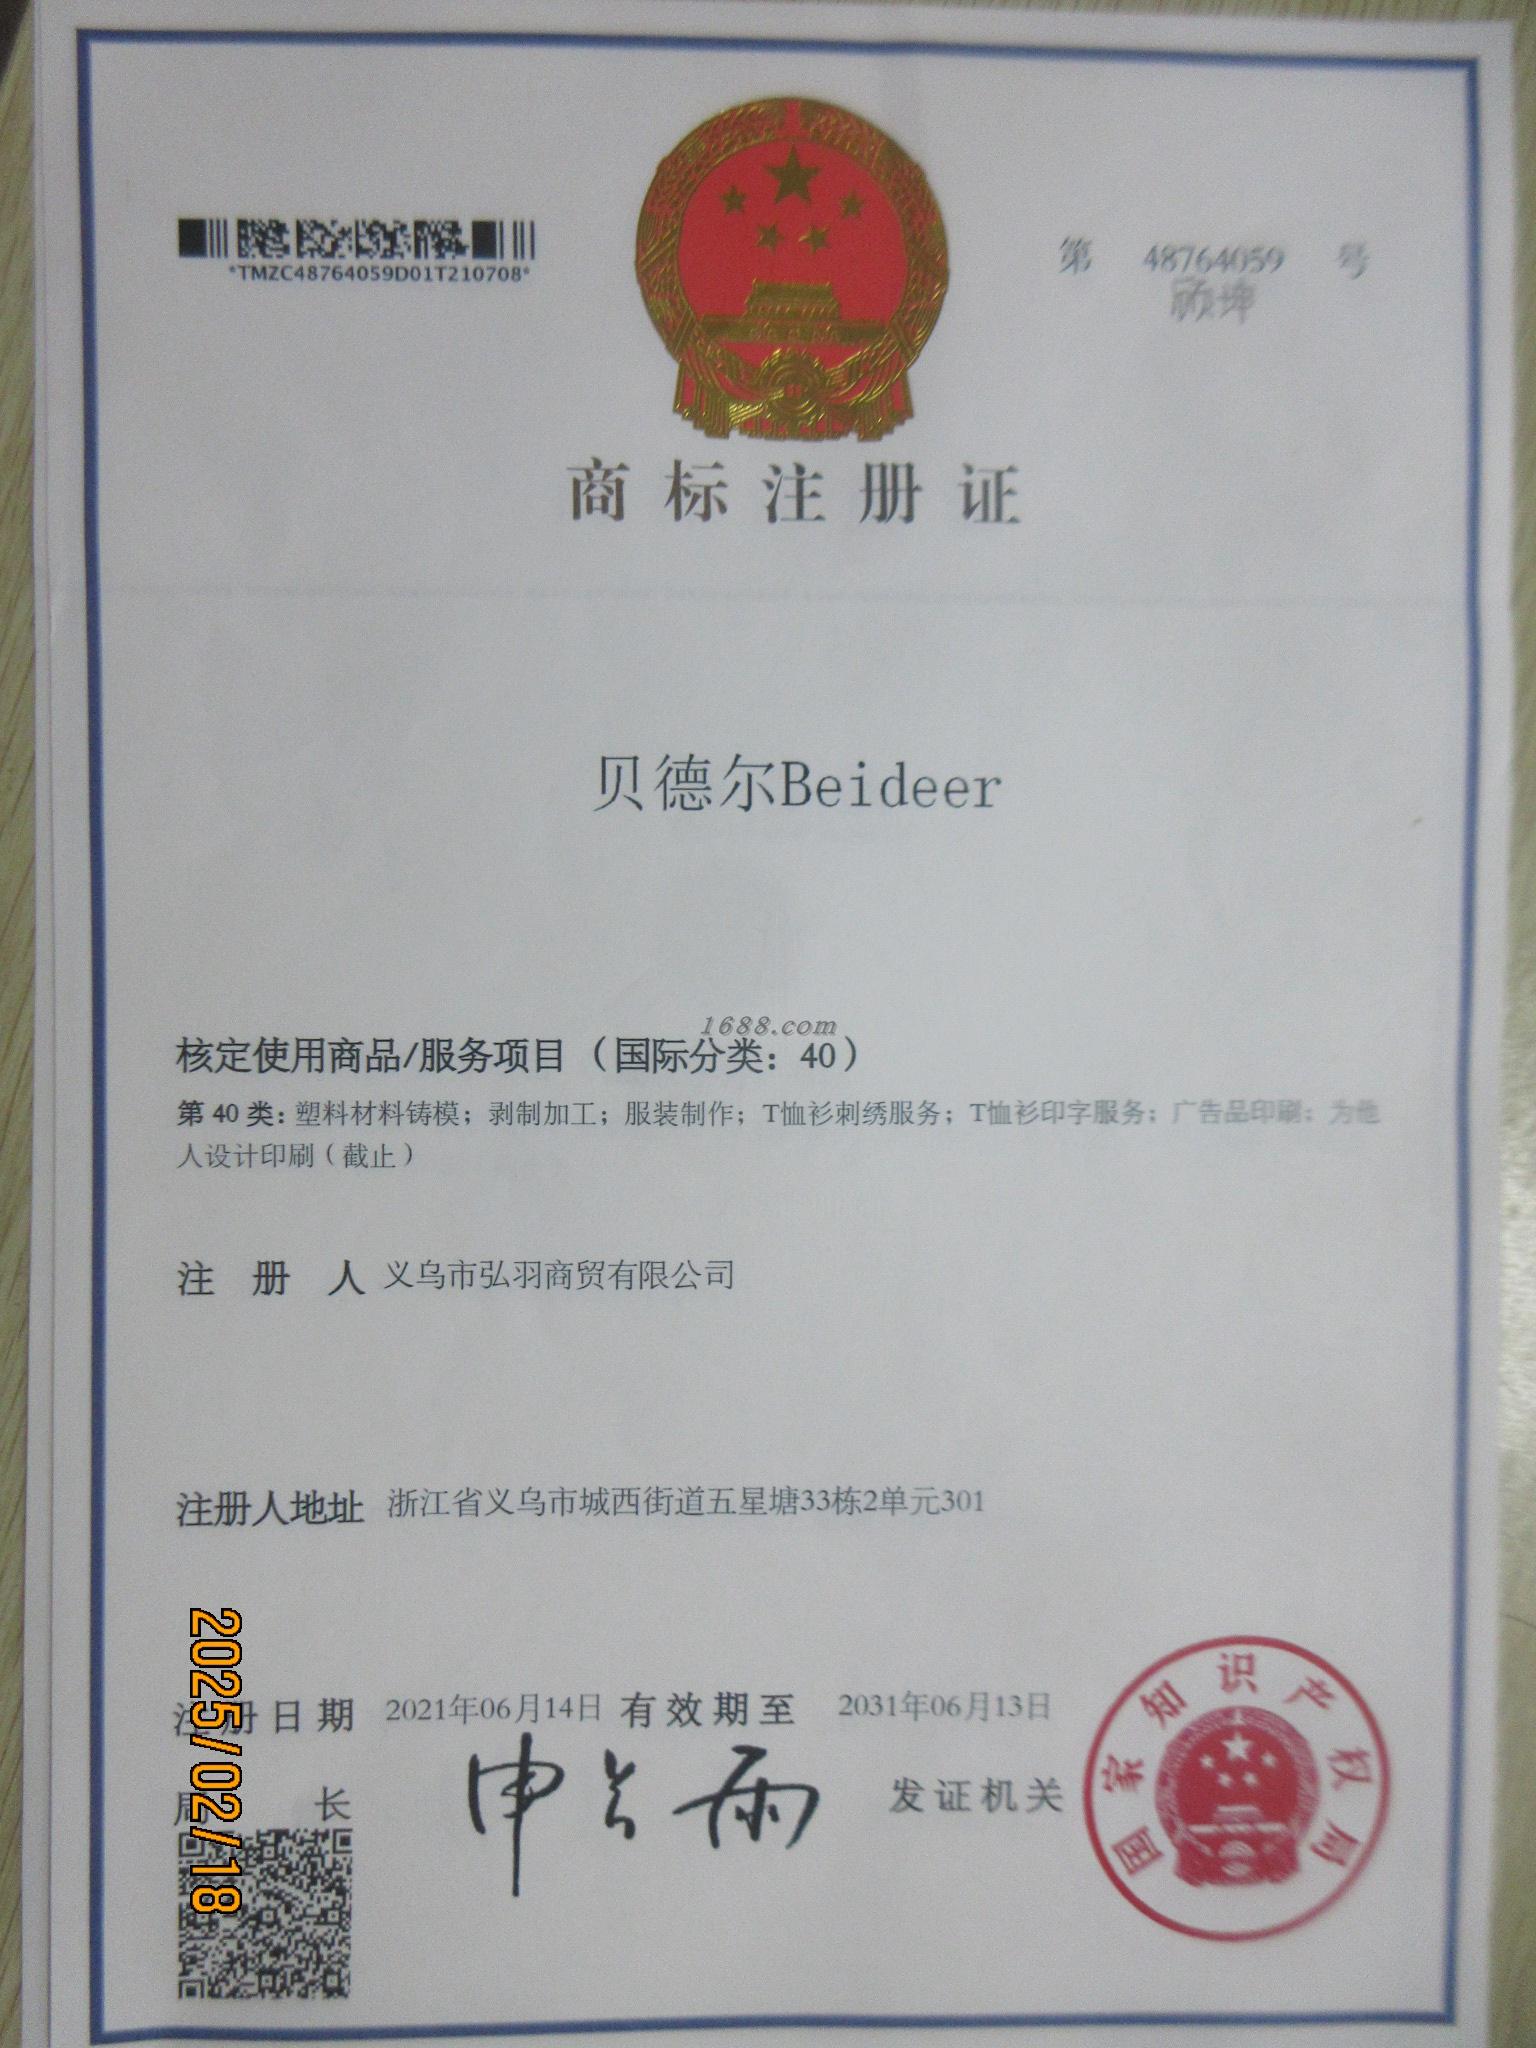 *TMZC48764059D01T210708*
第 48764059 号
商标注册证
贝德尔Beideer
1688.com
核定使用商品/服务项目（国际分类：40）
第 40 类：塑料材料铸模；剥制加工；服装制作；T恤衫刺绣服务；T恤衫印字服务；广告品印刷；为他
人设计印刷（截止）
注册人 义乌市弘羽商贸有限公司
注册人地址 浙江省义乌市城西街道五星塘33栋2单元301
注册日期 2021年06月14日 有效期至 2031年06月13日
局长 申长雨 发证机关
国家知识产权局
2025/02/18